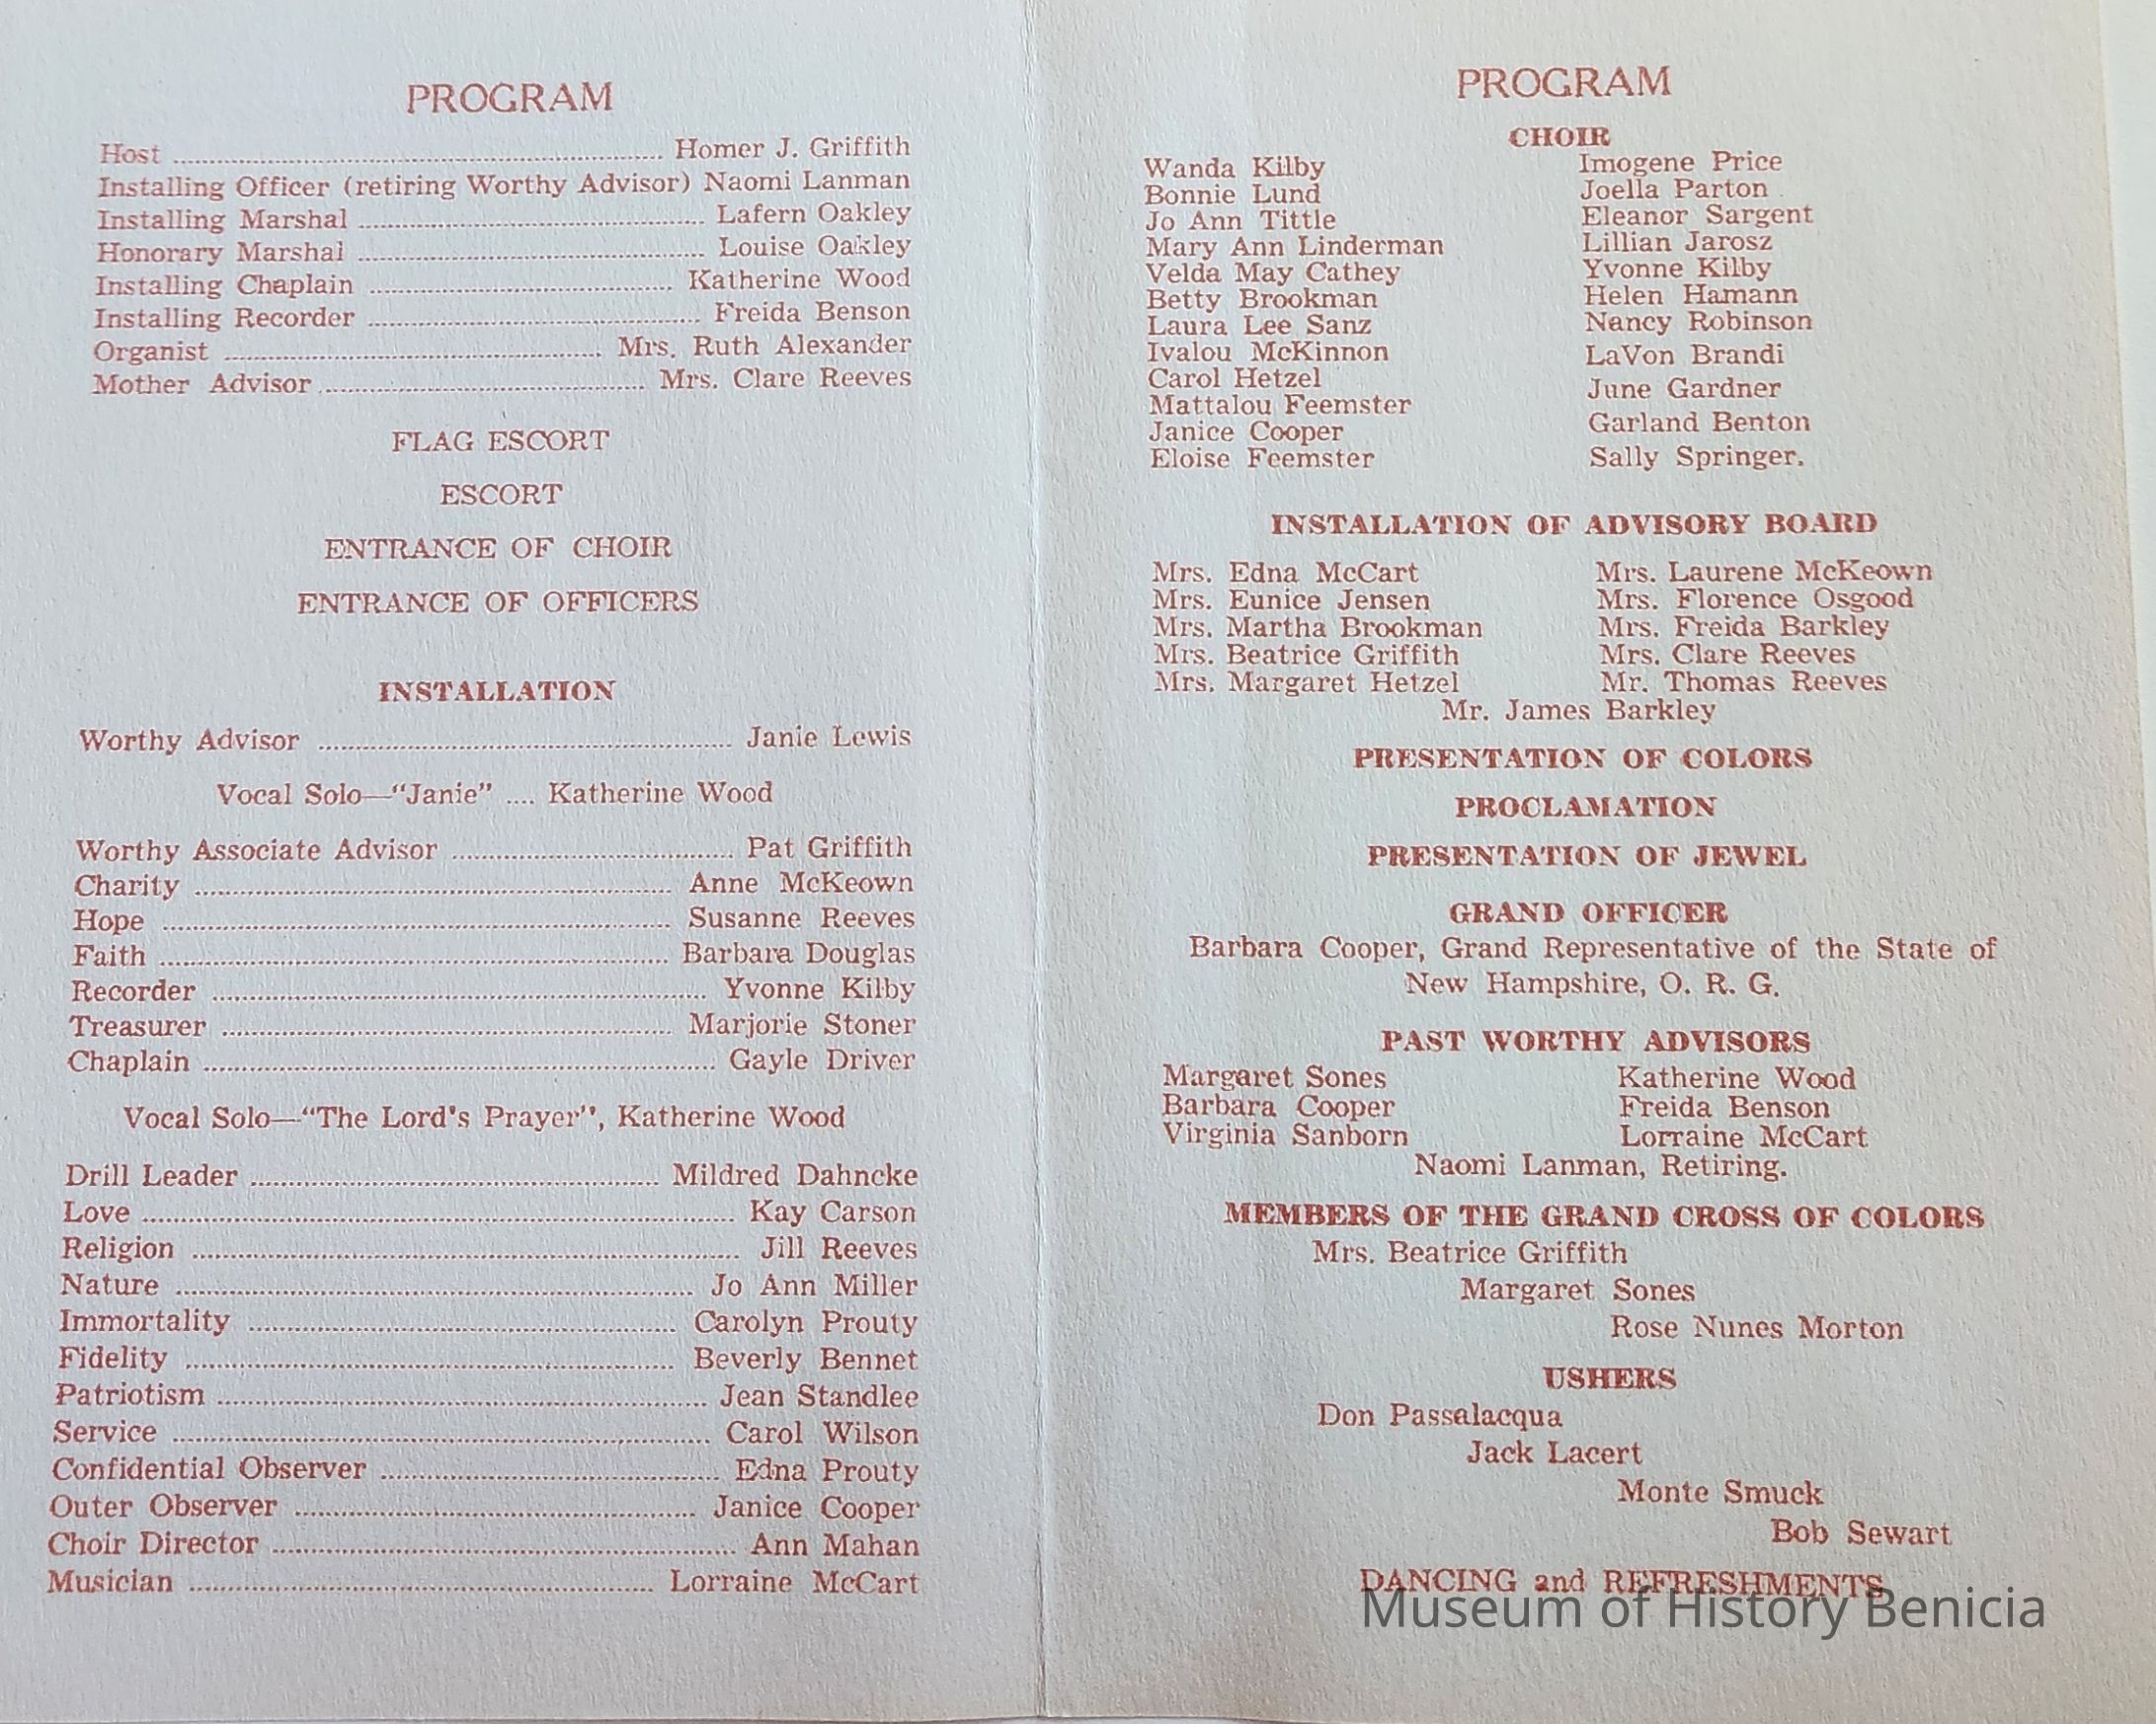 PROGRAM
Host ........ Homer J. Griffith
Installing Officer (retiring Worthy Advisor) Naomi Lanman
Installing Marshal ........ Lafern Oakley
Honorary Marshal ........ Louise Oakley
Installing Chaplain ........ Katherine Wood
Installing Recorder ........ Freida Benson
Organist ........ Mrs. Ruth Alexander
Mother Advisor ........ Mrs. Clare Reeves
FLAG ESCORT
ESCORT
ENTRANCE OF CHOIR
ENTRANCE OF OFFICERS
INSTALLATION
Worthy Advisor ........ Janie Lewis
Vocal Solo—"Janie" .... Katherine Wood
Worthy Associate Advisor ........ Pat Griffith
Charity ........ Anne McKeown
Hope ........ Susanne Reeves
Faith ........ Barbara Douglas
Recorder ........ Yvonne Kilby
Treasurer ........ Marjorie Stoner
Chaplain ........ Gayle Driver
Vocal Solo—"The Lord's Prayer", Katherine Wood
Drill Leader ........ Mildred Dahncke
Love ........ Kay Carson
Religion ........ Jill Reeves
Nature ........ Jo Ann Miller
Immortality ........ Carolyn Prouty
Fidelity ........ Beverly Bennet
Patriotism ........ Jean Standlee
Service ........ Carol Wilson
Confidential Observer ........ Edna Prouty
Outer Observer ........ Janice Cooper
Choir Director ........ Ann Mahan
Musician ........ Lorraine McCart
PROGRAM
CHOIR
Wanda Kilby
Bonnie Lund
Jo Ann Tittle
Mary Ann Linderman
Velda May Cathey
Betty Brookman
Laura Lee Sanz
Ivalou McKinnon
Carol Hetzel
Mattalou Feemster
Janice Cooper
Eloise Feemster
Imogene Price
Joella Parton
Eleanor Sargent
Lillian Jarosz
Yvonne Kilby
Helen Hamann
Nancy Robinson
LaVon Brandi
June Gardner
Garland Benton
Sally Springer.
INSTALLATION OF ADVISORY BOARD
Mrs. Edna McCart
Mrs. Eunice Jensen
Mrs. Martha Brookman
Mrs. Beatrice Griffith
Mrs. Margaret Hetzel
Mrs. Laurene McKeown
Mrs. Florence Osgood
Mrs. Freida Barkley
Mrs. Clare Reeves
Mr. Thomas Reeves
Mr. James Barkley
PRESENTATION OF COLORS
PROCLAMATION
PRESENTATION OF JEWEL
GRAND OFFICER
Barbara Cooper, Grand Representative of the State of
New Hampshire, O. R. G.
PAST WORTHY ADVISORS
Margaret Sones
Barbara Cooper
Virginia Sanborn
Katherine Wood
Freida Benson
Lorraine McCart
Naomi Lanman, Retiring.
MEMBERS OF THE GRAND CROSS OF COLORS
Mrs. Beatrice Griffith
Margaret Sones
Rose Nunes Morton
USHERS
Don Passalacqua
Jack Lacert
Monte Smuck
Bob Sewart
DANCING and REFRESHMENTS
Museum of History Benicia